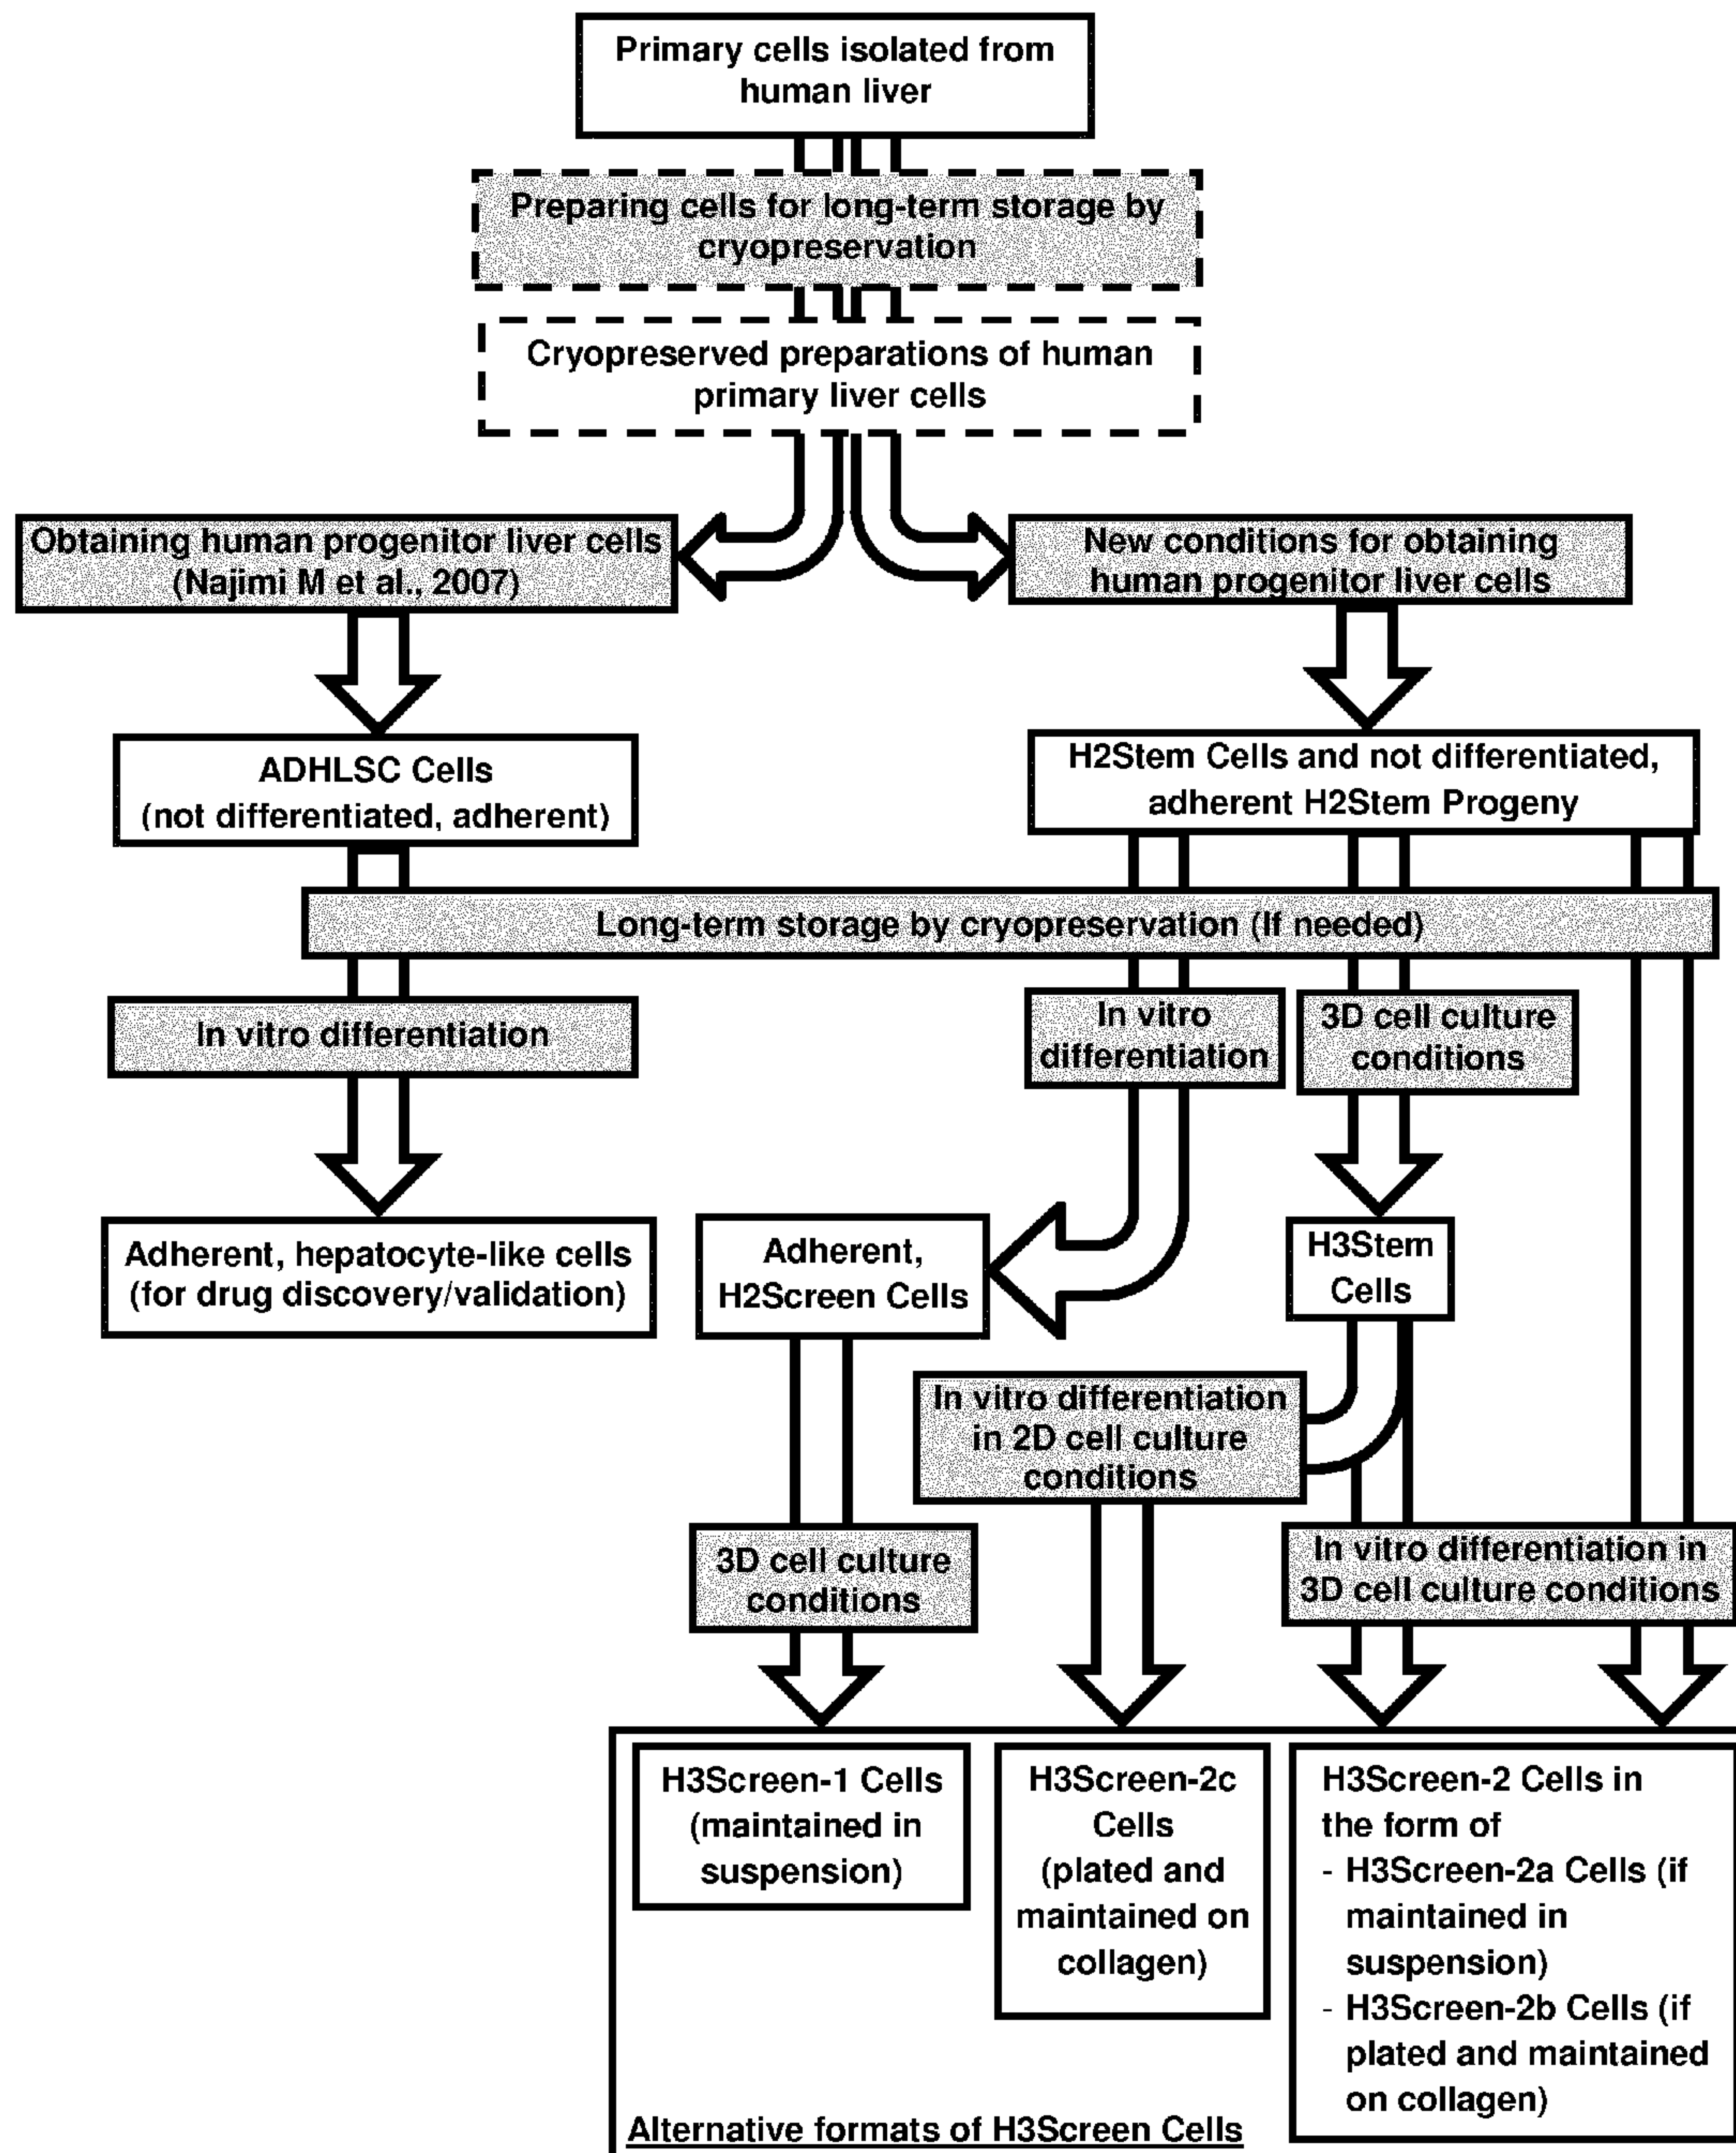 Primary cells isolated from
human liver
Preparing cells for long-term storage by
cryopreservation
Cryopreserved preparations of human
primary liver cells
Obtaining human progenitor liver cells
(Najimi M et al., 2007)
New conditions for obtaining
human progenitor liver cells
ADHLSC Cells
(not differentiated, adherent)
H2Stem Cells and not differentiated,
adherent H2Stem Progeny
Long-term storage by cryopreservation (If needed)
In vitro differentiation
In vitro
differentiation
3D cell culture
conditions
Adherent, hepatocyte-like cells
(for drug discovery/validation)
Adherent,
H2Screen Cells
H3Stem
Cells
In vitro differentiation
in 2D cell culture
conditions
3D cell culture
conditions
In vitro differentiation in
3D cell culture conditions
H3Screen-1 Cells
(maintained in
suspension)
H3Screen-2c
Cells
(plated and
maintained on
collagen)
H3Screen-2 Cells in
the form of
- H3Screen-2a Cells (if
maintained in
suspension)
- H3Screen-2b Cells (if
plated and maintained
on collagen)
Alternative formats of H3Screen Cells